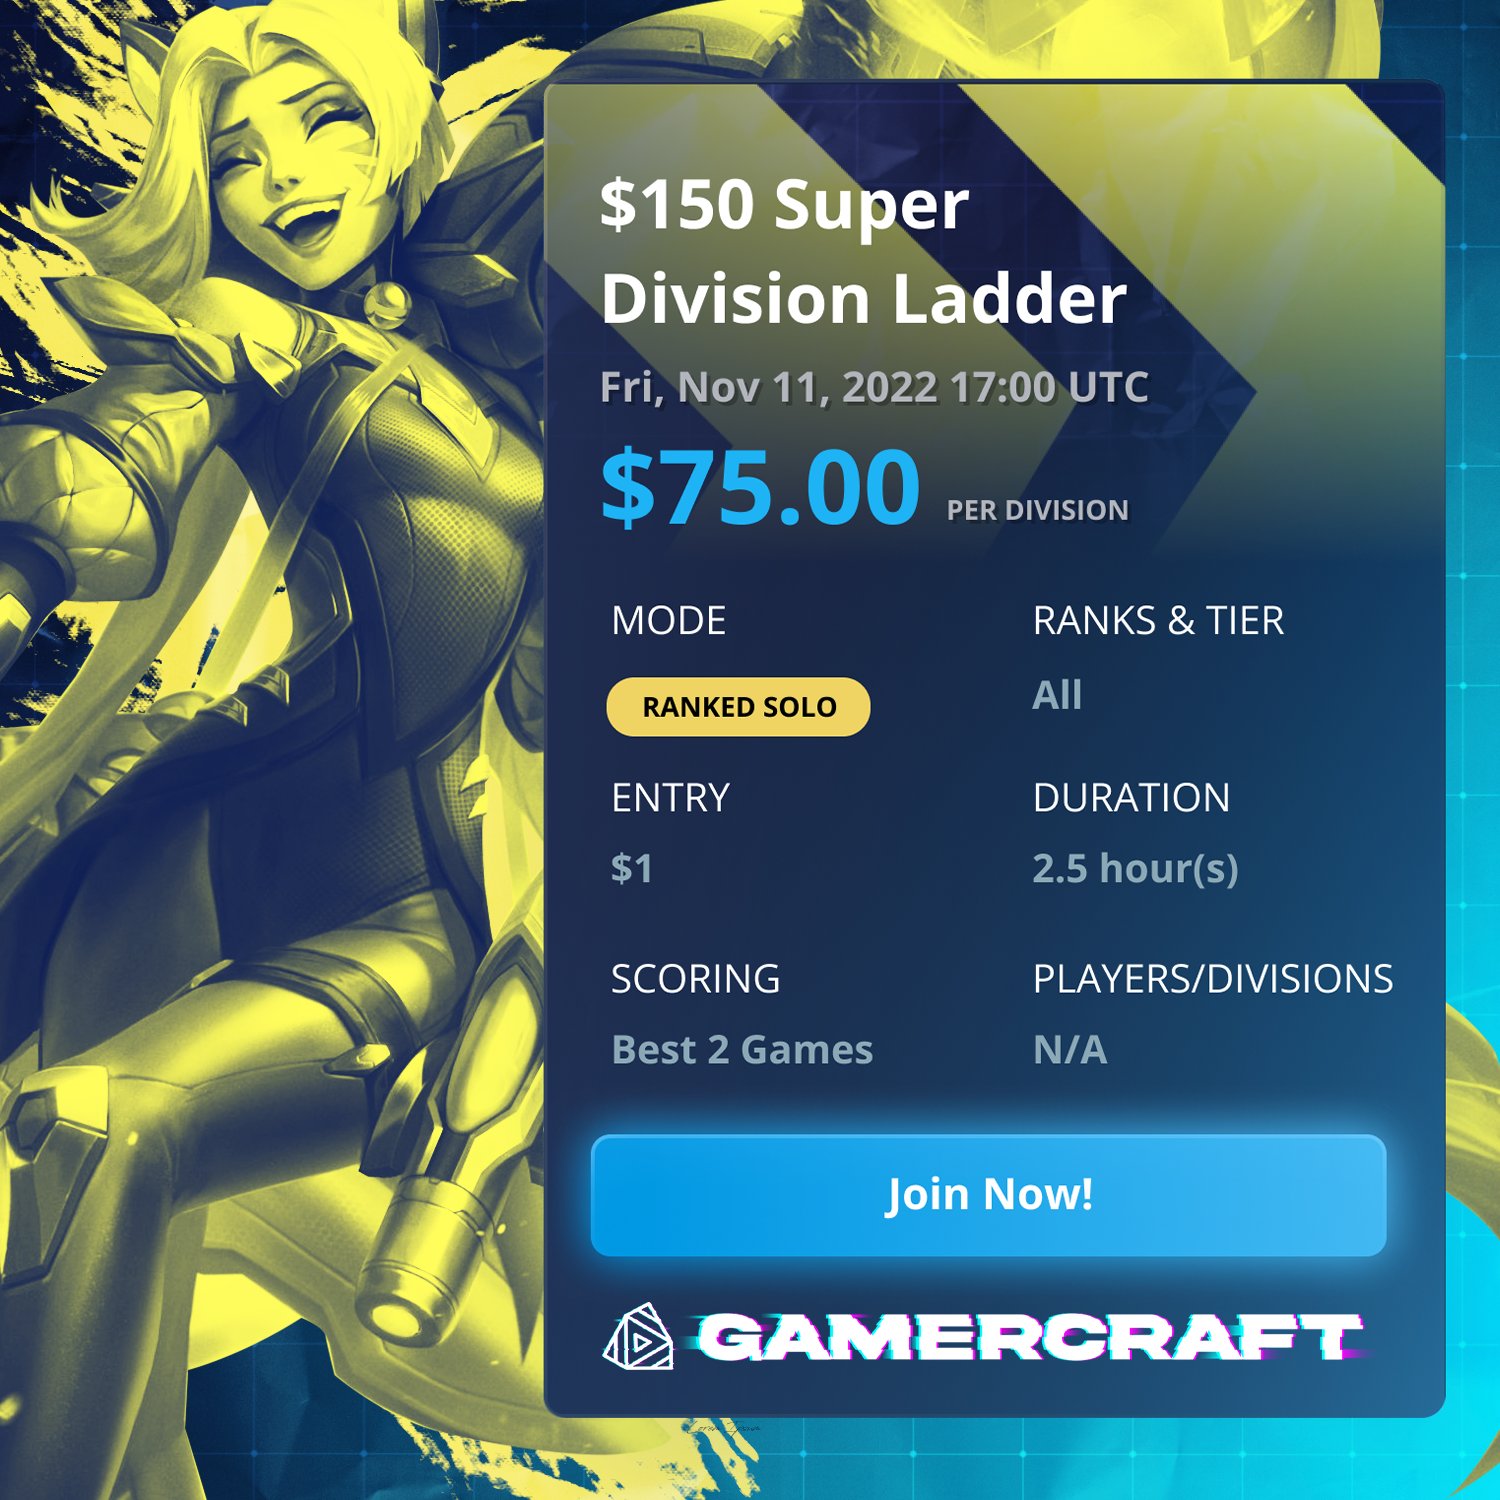 $150 Super
Division Ladder
Fri, Nov 11, 2022 17:00 UTC
$75.00 PER DIVISION
MODE
RANKED SOLO
RANKS & TIER
All
ENTRY
$1
DURATION
2.5 hour(s)
SCORING
Best 2 Games
PLAYERS/DIVISIONS
N/A
Join Now!
GAMERCRAFT